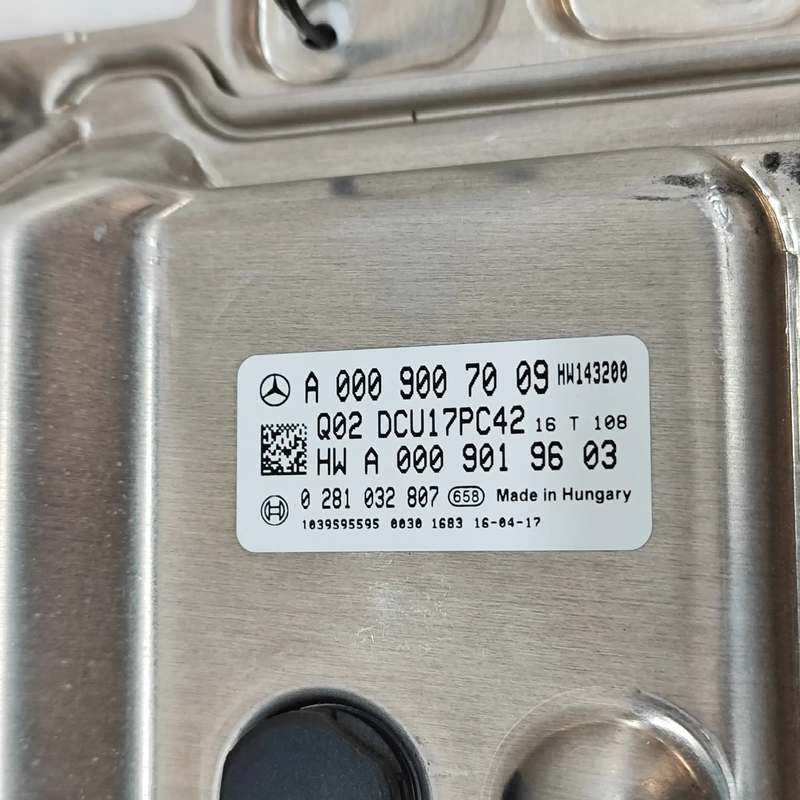 A 000 900 70 09 HW143200
Q02 DCU17PC42 16 T 108
HW A 000 901 96 03
0 281 032 807 658 Made in Hungary
1039S95595 0030 1683 16-04-17